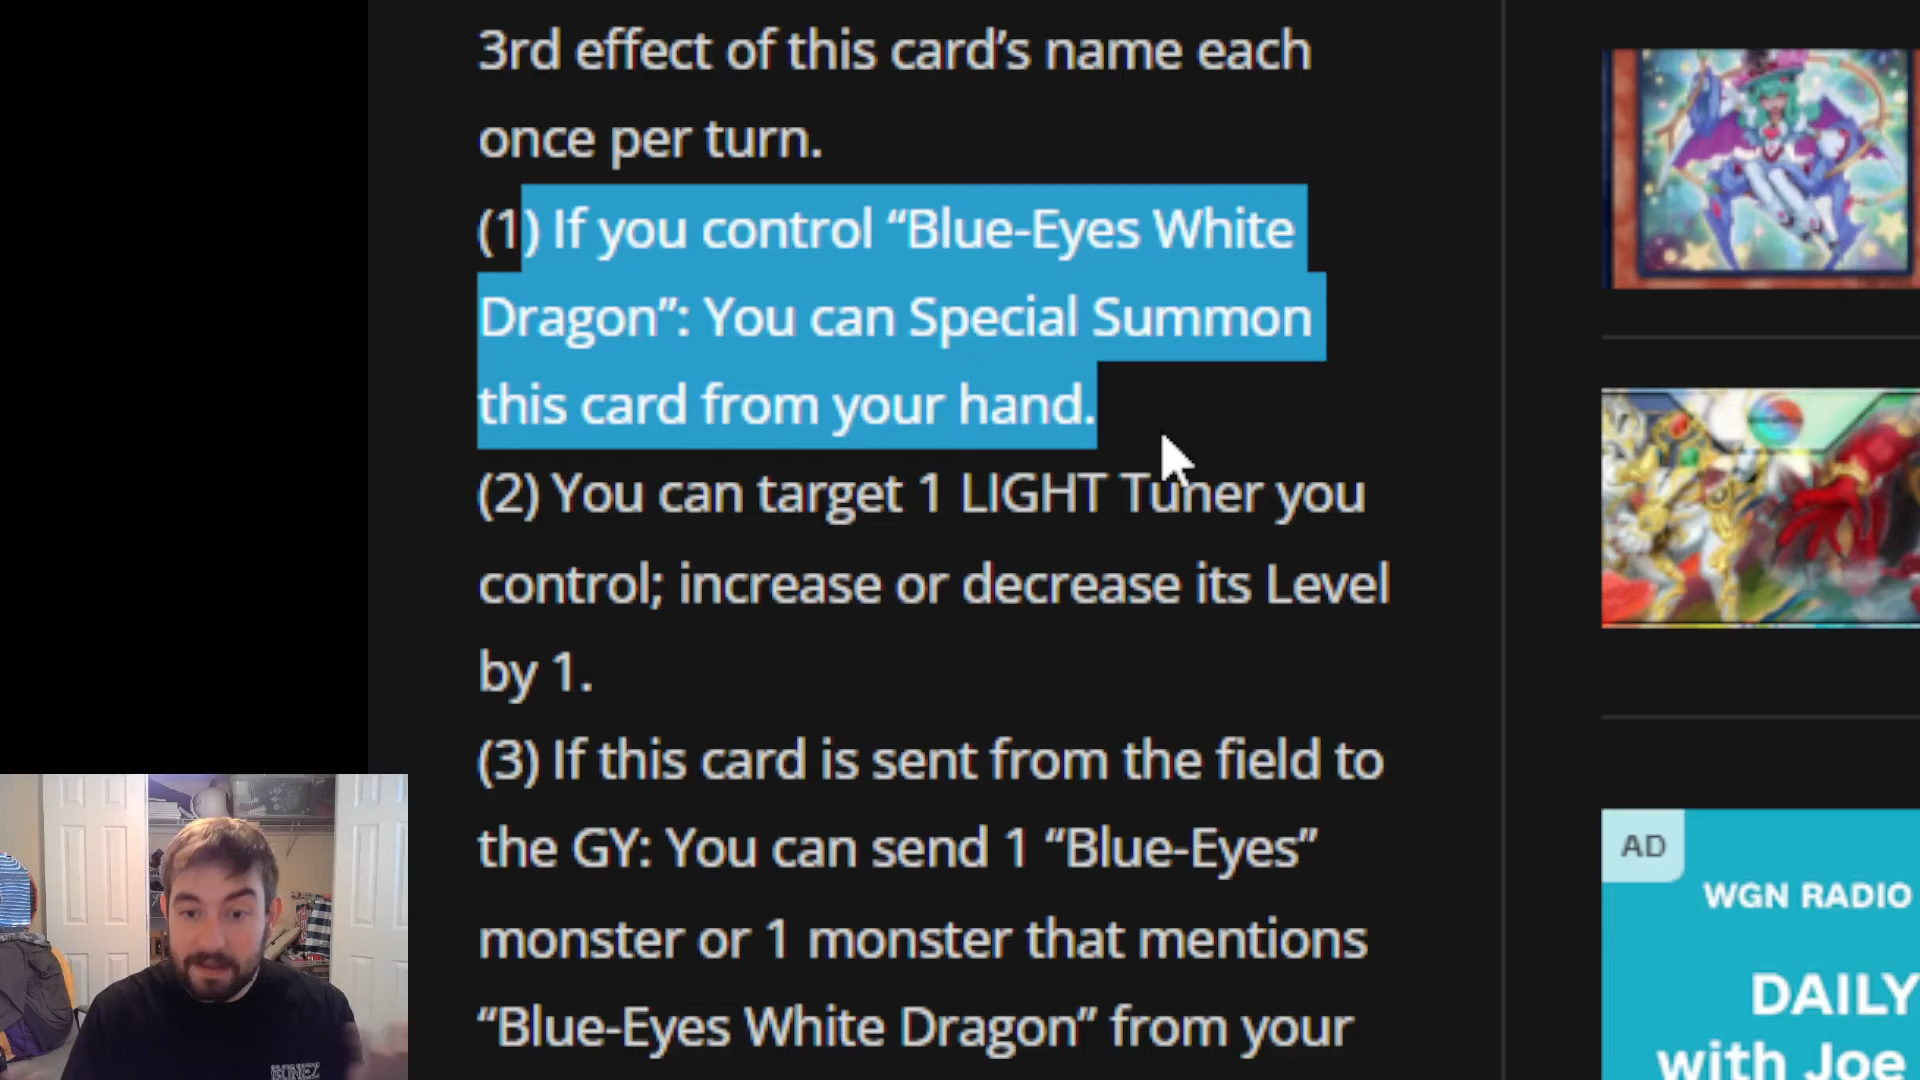 3rd effect of this card’s name each
once per turn.
(1) If you control “Blue-Eyes White
Dragon”: You can Special Summon
this card from your hand.
(2) You can target 1 LIGHT Tuner you
control; increase or decrease its Level
by 1.
(3) If this card is sent from the field to
the GY: You can send 1 “Blue-Eyes”
monster or 1 monster that mentions
“Blue-Eyes White Dragon” from your
AD
WGN RADIO
DAILY
with Joe